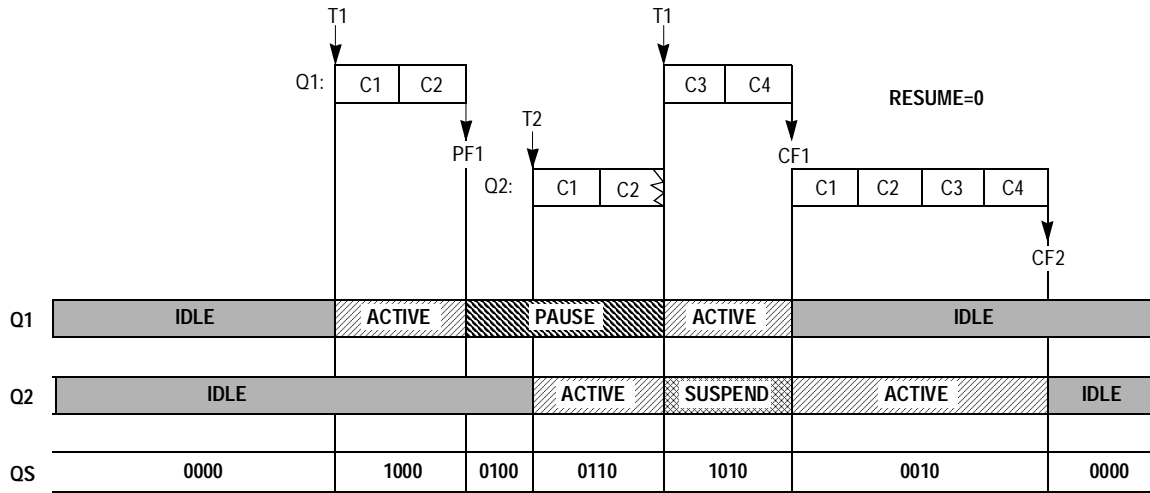 T1 T1
Q1: C1 C2 C3 C4 RESUME=0
T2
PF1 CF1
Q2: C1 C2 C1 C2 C3 C4
CF2
Q1 IDLE ACTIVE PAUSE ACTIVE IDLE
Q2 IDLE ACTIVE SUSPEND ACTIVE IDLE
QS 0000 1000 0100 0110 1010 0010 0000